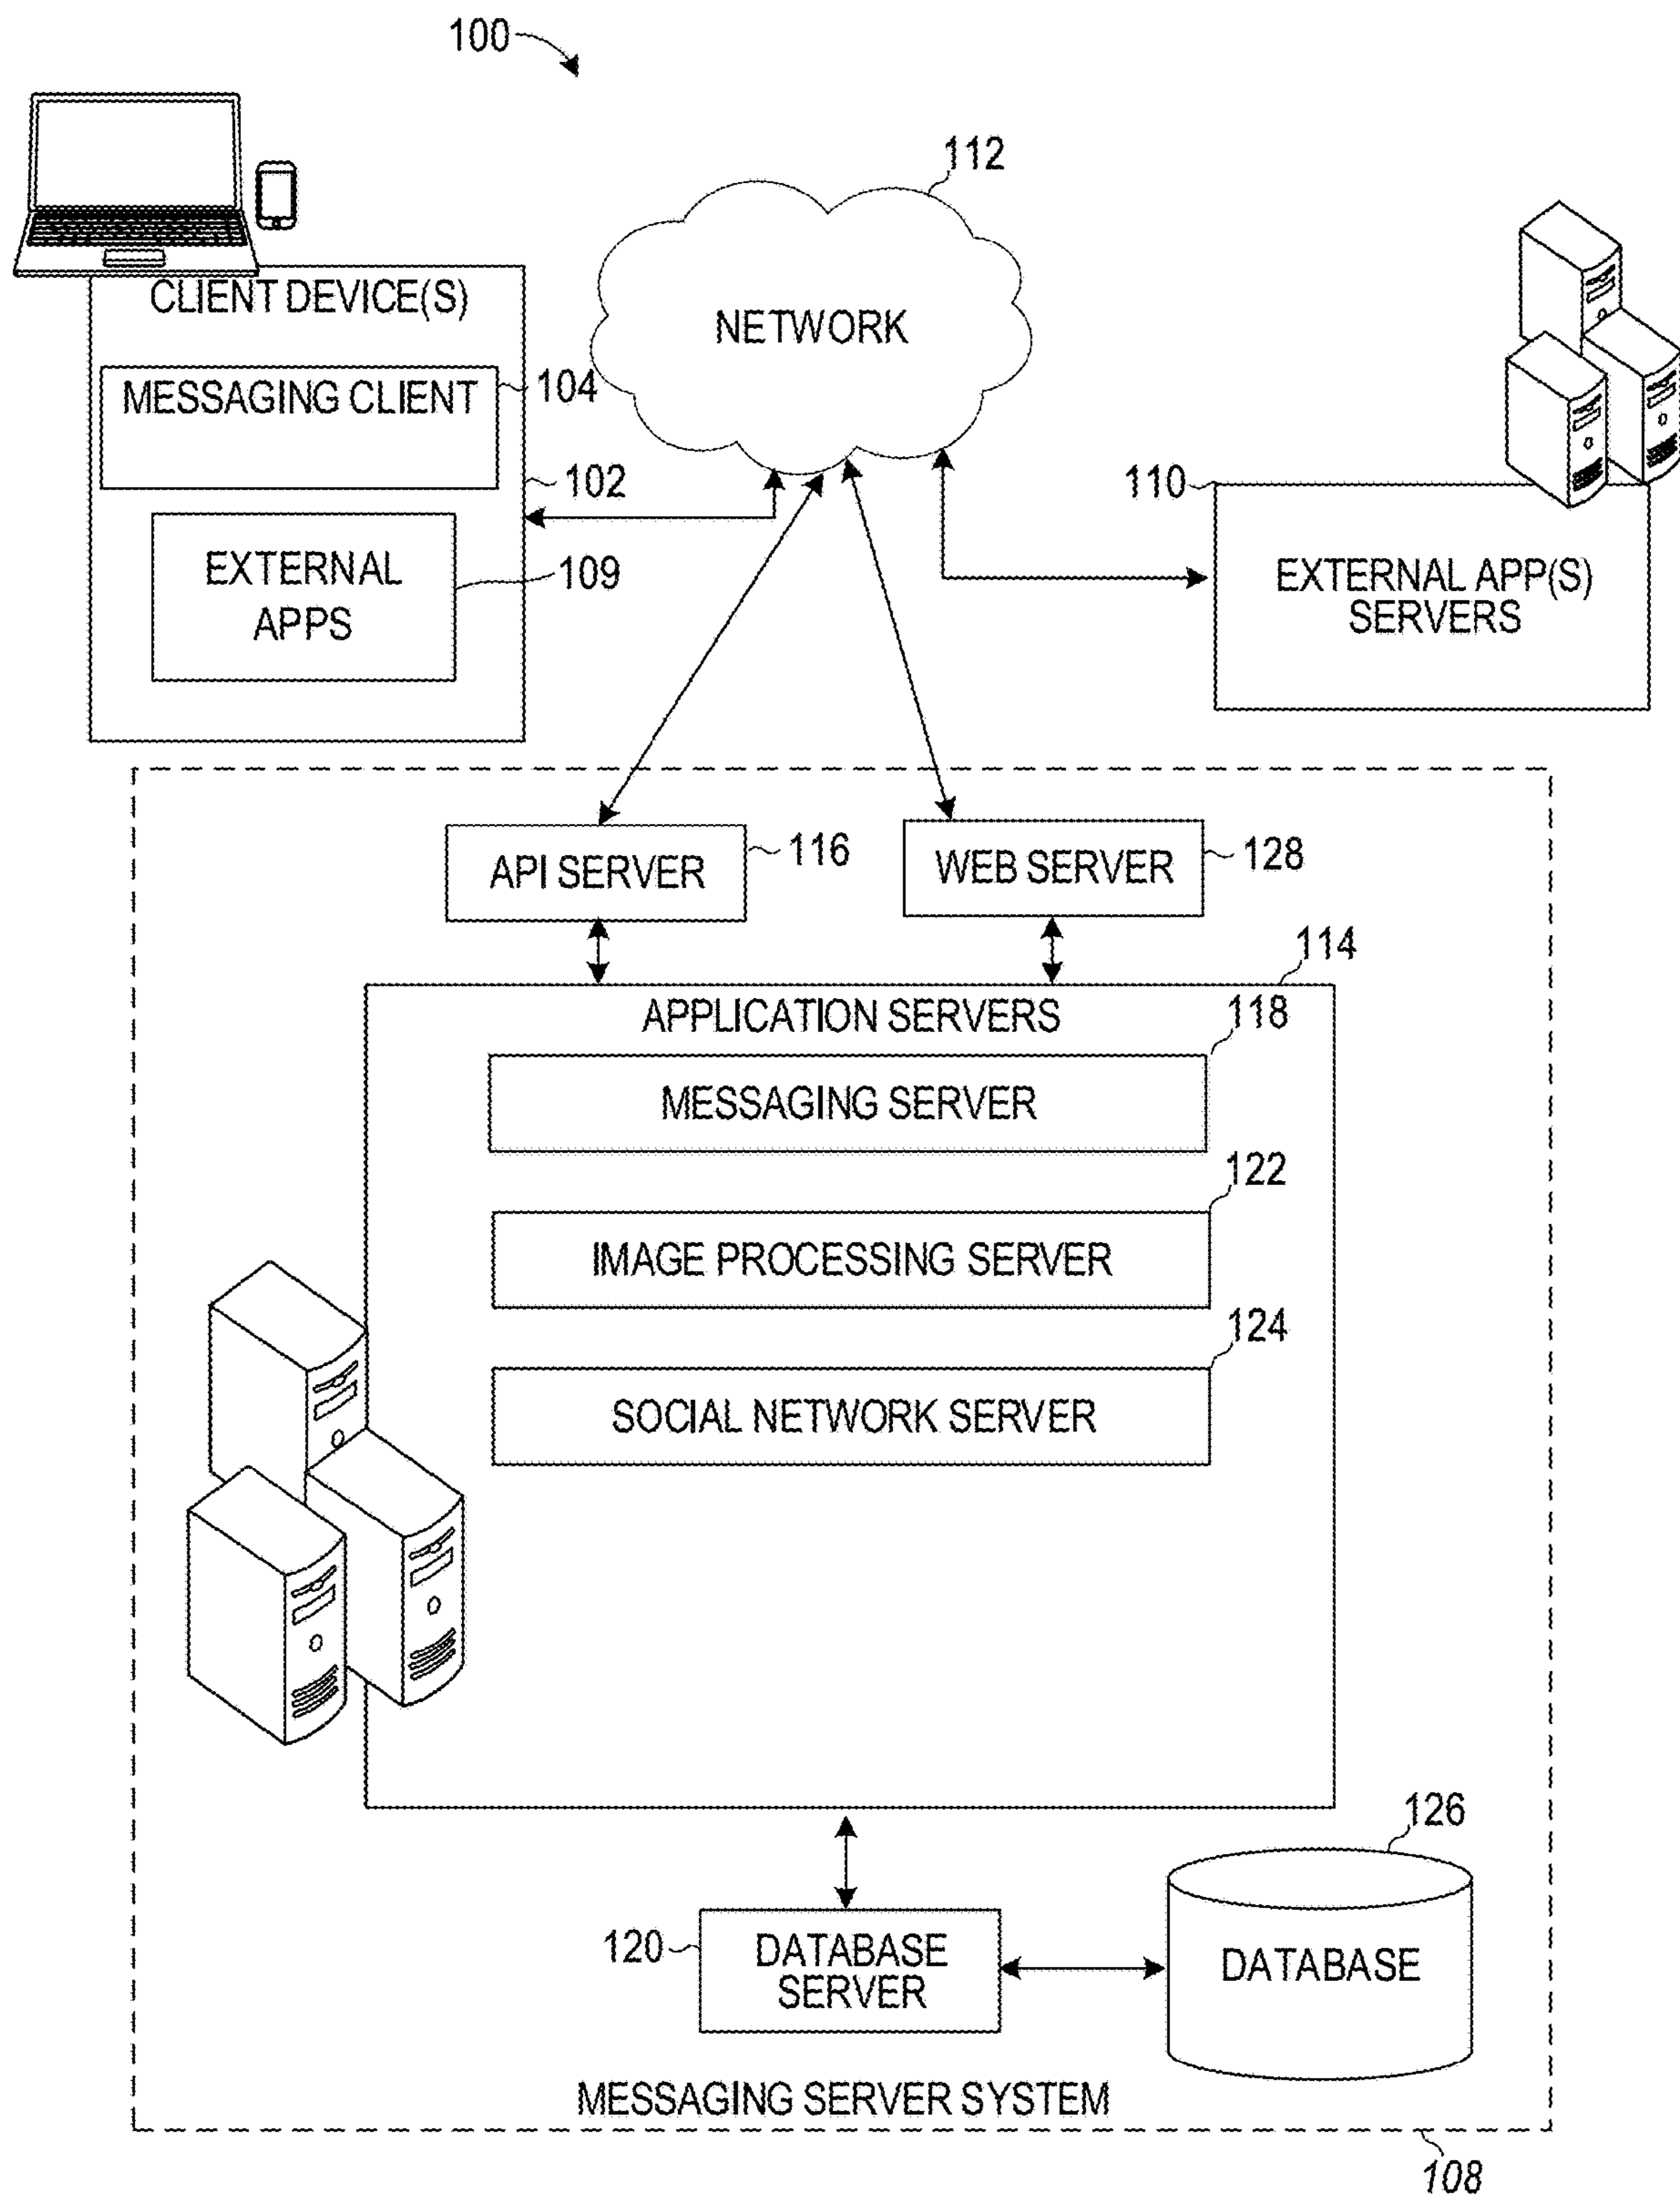 100
112
CLIENT DEVICE(S)
NETWORK
MESSAGING CLIENT
104
102
110
EXTERNAL
APPS
109
EXTERNAL APP(S)
SERVERS
API SERVER
116
WEB SERVER
128
114
APPLICATION SERVERS
118
MESSAGING SERVER
122
IMAGE PROCESSING SERVER
124
SOCIAL NETWORK SERVER
126
120
DATABASE
SERVER
DATABASE
MESSAGING SERVER SYSTEM
108